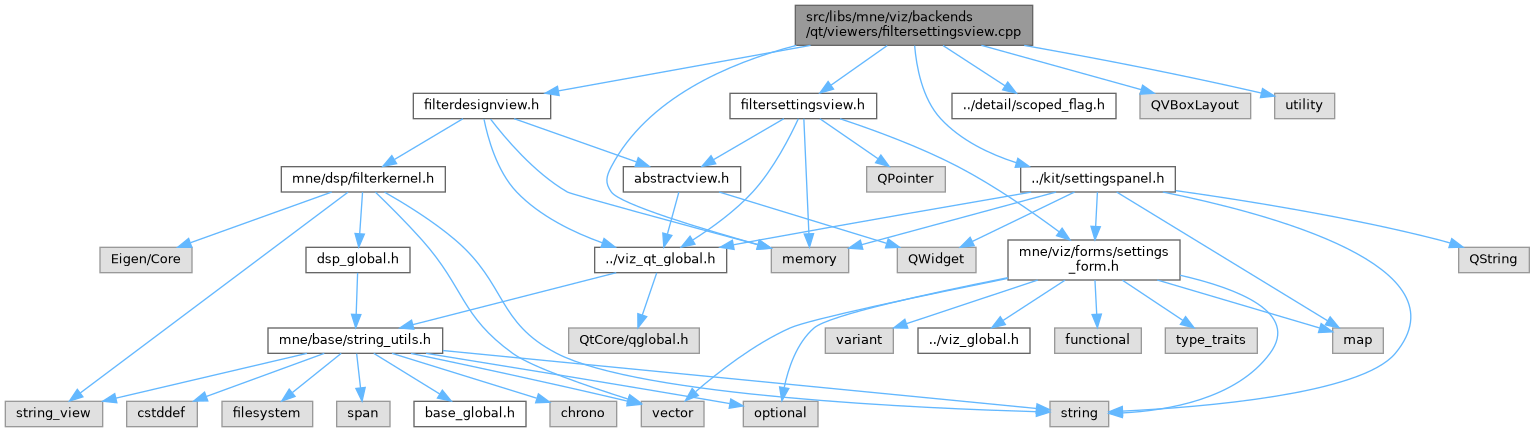 src/libs/mne/viz/backends
/qt/viewers/filtersettingsview.cpp
filterdesignview.h
filtersettingsview.h
../detail/scoped_flag.h
QVBoxLayout
utility
mne/dsp/filterkernel.h
abstractview.h
QPointer
../kit/settingspanel.h
Eigen/Core
dsp_global.h
../viz_qt_global.h
memory
QWidget
mne/viz/forms/settings
_form.h
QString
mne/base/string_utils.h
QtCore/qglobal.h
variant
../viz_global.h
functional
type_traits
map
string_view
cstddef
filesystem
span
base_global.h
chrono
vector
optional
string